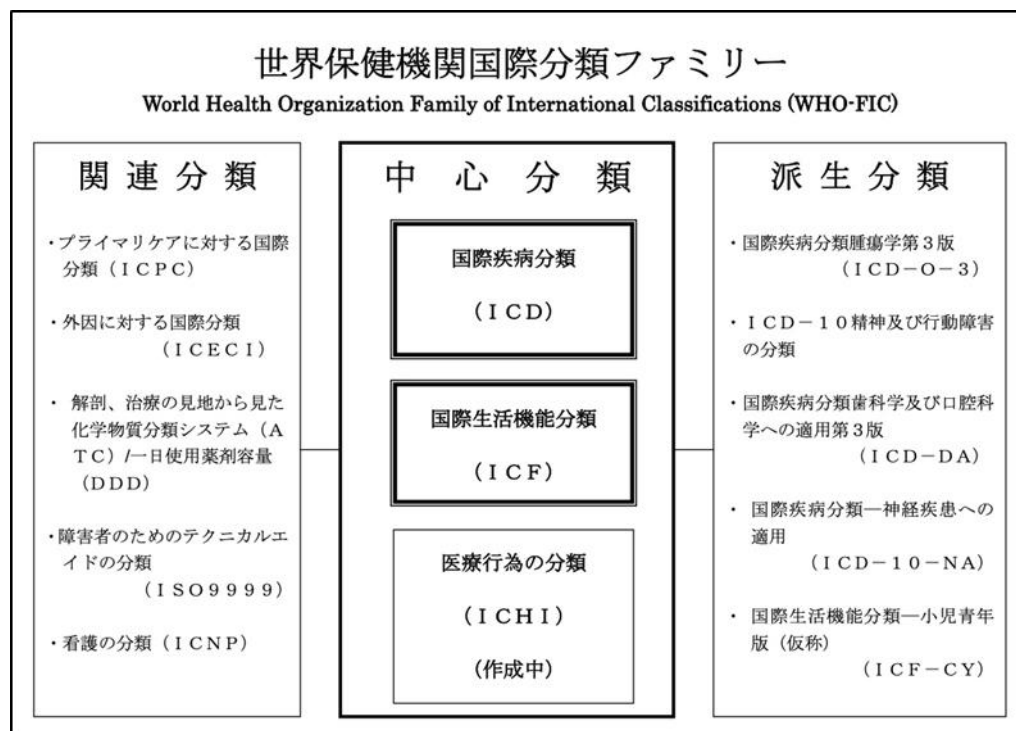 世界保健機関国際分類ファミリー
World Health Organization Family of International Classifications (WHO-FIC)
関連分類
・プライマリケアに対する国際
分類（ＩＣＰＣ）
・外因に対する国際分類
（ＩＣＥＣＩ）
・ 解剖、治療の見地から見た
化学物質分類システム（Ａ
ＴＣ）/一日使用薬剤容量
（ＤＤＤ）
・障害者のためのテクニカルエ
イドの分類
（ＩＳＯ９９９９）
・看護の分類（ＩＣＮＰ）
中心分類
国際疾病分類
（ＩＣＤ）
国際生活機能分類
（ＩＣＦ）
医療行為の分類
（ＩＣＨＩ）
（作成中）
派生分類
・国際疾病分類腫瘍学第３版
（ＩＣＤ－Ｏ－３）
・ＩＣＤ－10精神及び行動障害
の分類
・国際疾病分類歯科学及び口腔科
学への適用第３版
（ＩＣＤ－ＤＡ）
・ 国際疾病分類―神経疾患への
適用
（ＩＣＤ－１０－ＮＡ）
・ 国際生活機能分類―小児青年
版（仮称）
（ＩＣＦ－ＣＹ）